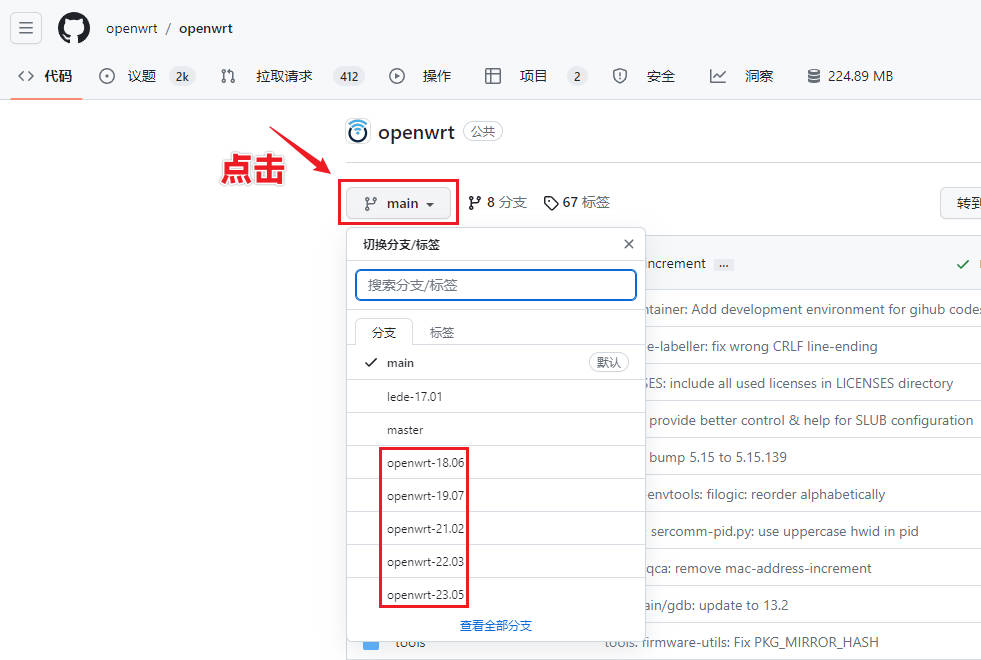 openwrt / openwrt
代码 议题 2k 拉取请求 412 操作 项目 2 安全 洞察 224.89 MB
openwrt 公共
点击
main 8 分支 67 标签 转到
切换分支/标签
increment ...
搜索分支/标签
ntainer: Add development environment for gihub codes
分支 标签
e-labeller: fix wrong CRLF line-ending
main 默认
SES: include all used licenses in LICENSES directory
lede-17.01
provide better control & help for SLUB configuration
master
bump 5.15 to 5.15.139
openwrt-18.06
envtools: filogic: reorder alphabetically
openwrt-19.07
sercomm-pid.py: use uppercase hwid in pid
openwrt-21.02
qca: remove mac-address-increment
openwrt-22.03
ain/gdb: update to 13.2
openwrt-23.05
查看全部分支
tools tools: firmware-utils: Fix PKG_MIRROR_HASH